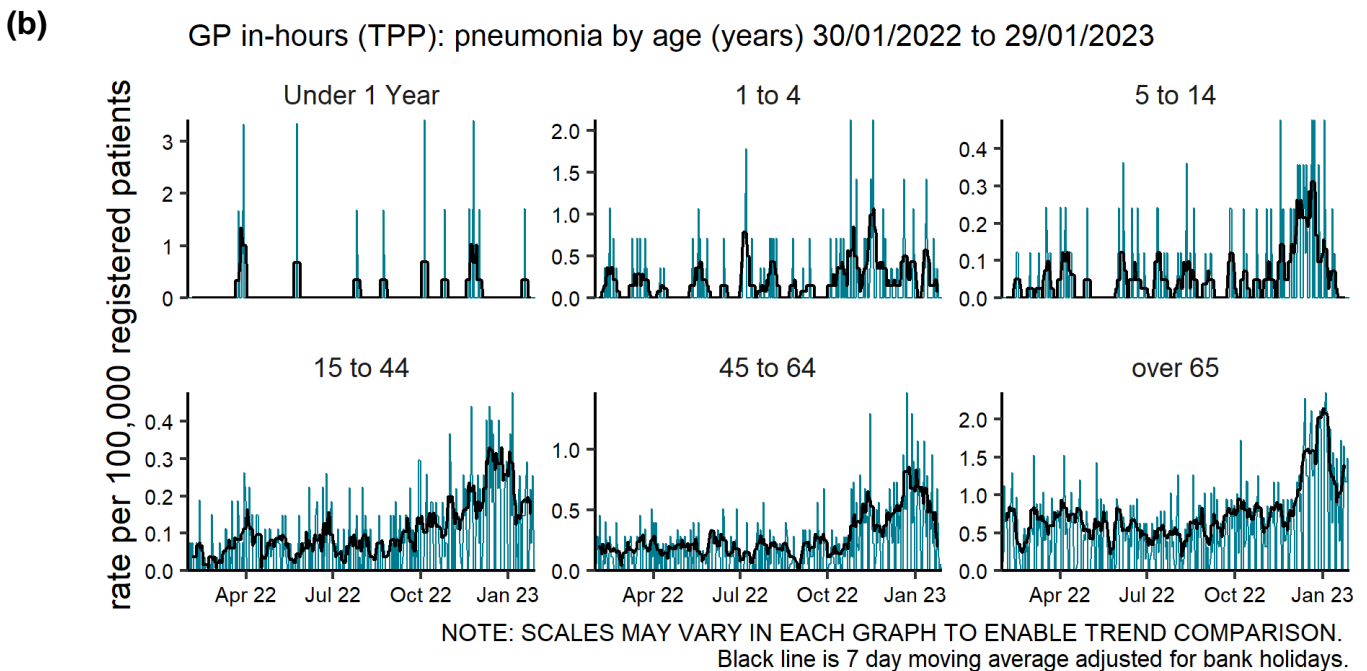 (b)
GP in-hours (TPP): pneumonia by age (years) 30/01/2022 to 29/01/2023
rate per 100,000 registered patients
Under 1 Year
3
2
1
0
1 to 4
2.0
1.5
1.0
0.5
0.0
5 to 14
0.4
0.3
0.2
0.1
0.0
15 to 44
0.4
0.3
0.2
0.1
0.0
Apr 22 Jul 22 Oct 22 Jan 23
45 to 64
1.0
0.5
0.0
Apr 22 Jul 22 Oct 22 Jan 23
over 65
2.0
1.5
1.0
0.5
0.0
Apr 22 Jul 22 Oct 22 Jan 23
NOTE: SCALES MAY VARY IN EACH GRAPH TO ENABLE TREND COMPARISON.
Black line is 7 day moving average adjusted for bank holidays.